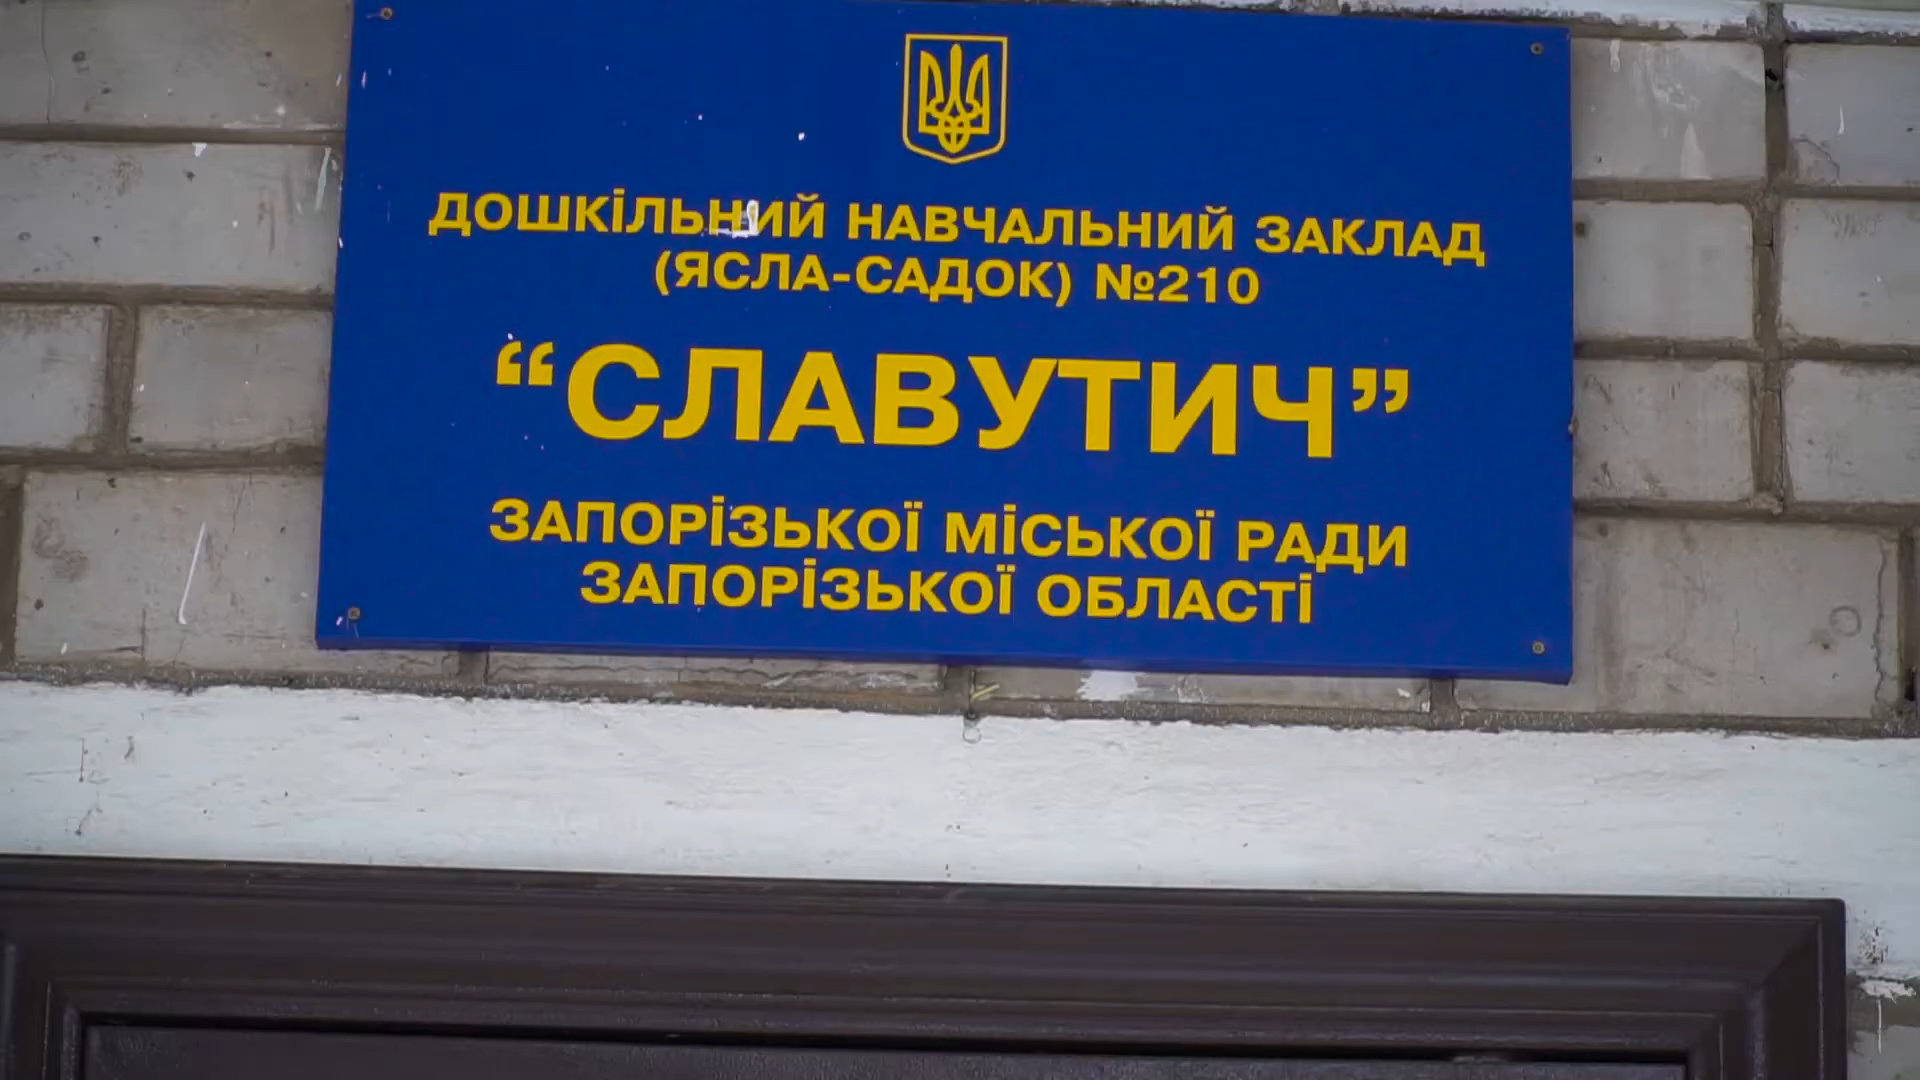 ДОШКІЛЬНИЙ НАВЧАЛЬНИЙ ЗАКЛАД
(ЯСЛА-САДОК) №210
“СЛАВУТИЧ”
ЗАПОРІЗЬКОЇ МІСЬКОЇ РАДИ
ЗАПОРІЗЬКОЇ ОБЛАСТІ